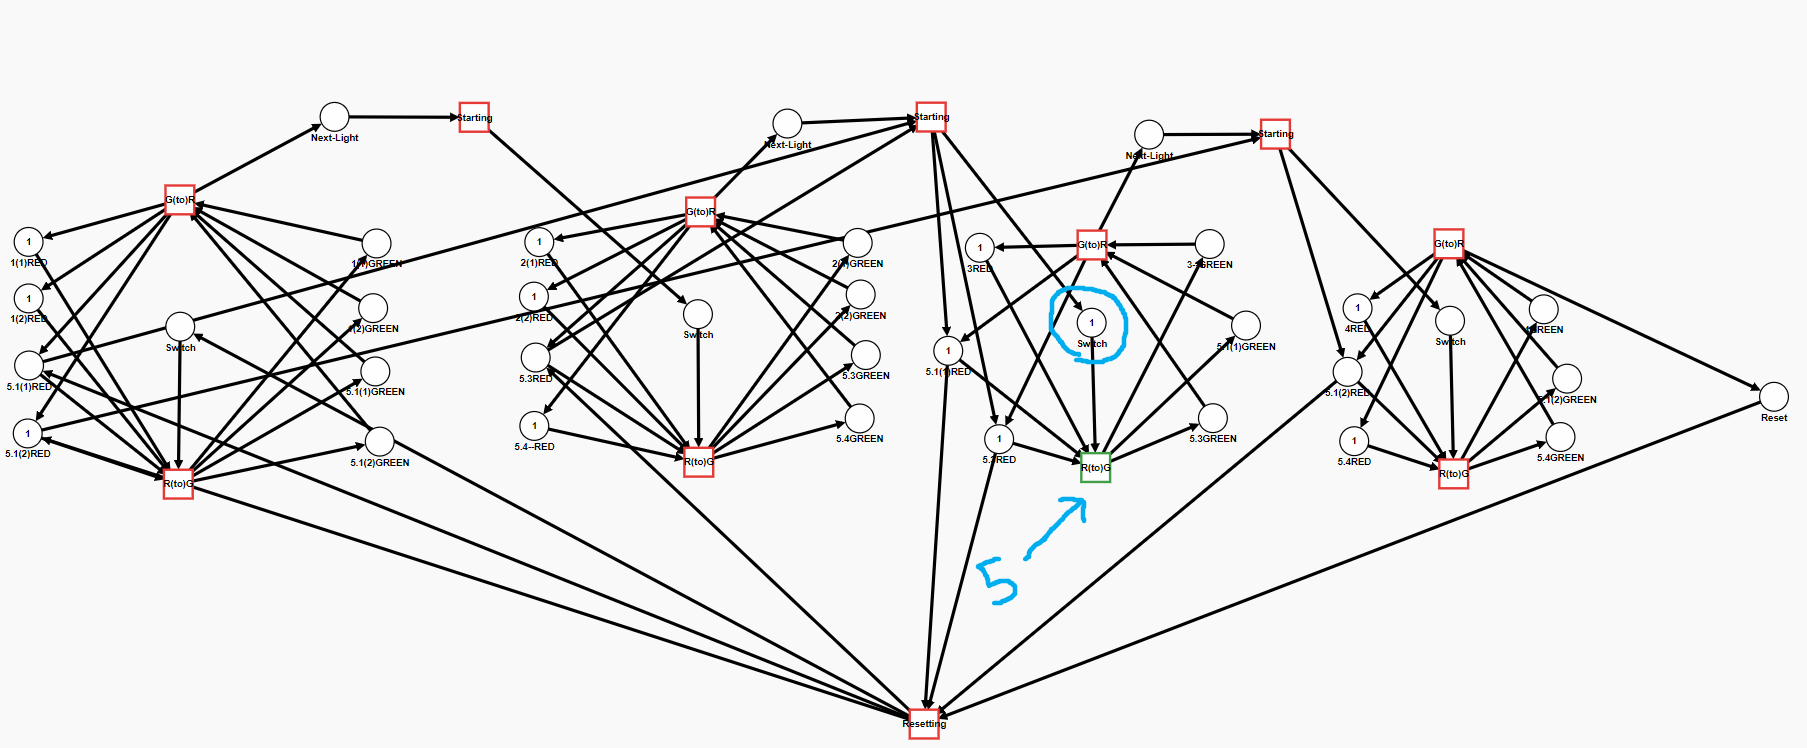 Next-Light
Starting
Next-Light
Starting
Next-Light
Starting
G(to)R
1
1(1)RED
1(1)GREEN
1
1(2)RED
1(2)GREEN
Switch
5.1(1)RED
5.1(1)GREEN
1
5.1(2)RED
5.1(2)GREEN
R(to)G
G(to)R
1
2(1)RED
2(1)GREEN
1
2(2)RED
2(2)GREEN
Switch
5.3RED
5.3GREEN
1
5.4--RED
5.4GREEN
R(to)G
G(to)R
1
3RED
3--GREEN
1
Switch
1
5.1(1)RED
5.1(1)GREEN
1
5.3RED
5.3GREEN
R(to)G
5
G(to)R
1
4RED
4GREEN
Switch
5.1(2)RED
5.1(2)GREEN
1
5.4RED
5.4GREEN
R(to)G
Reset
Resetting